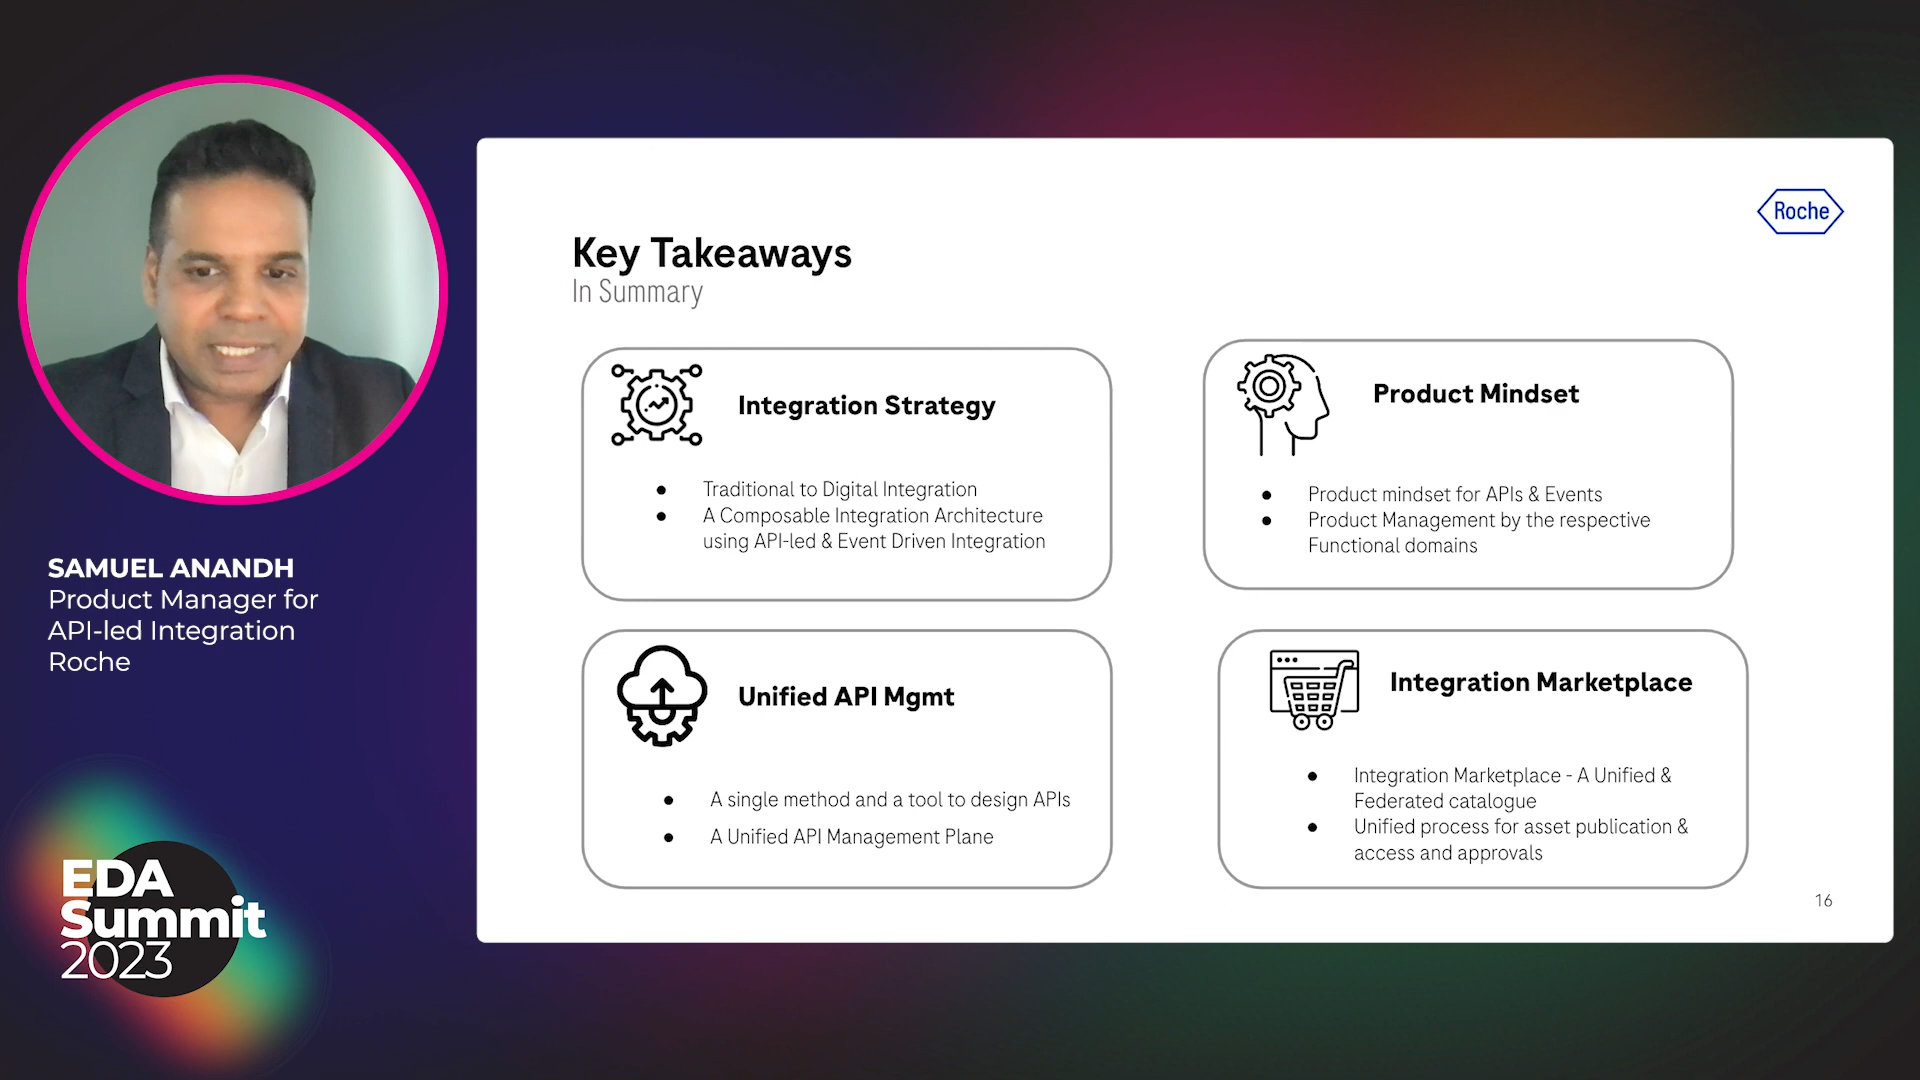 SAMUEL ANANDH
Product Manager for
API-led Integration
Roche
EDA
Summit
2023
Roche
Key Takeaways
In Summary
Integration Strategy
● Traditional to Digital Integration
● A Composable Integration Architecture
using API-led & Event Driven Integration
Product Mindset
● Product mindset for APIs & Events
● Product Management by the respective
Functional domains
Unified API Mgmt
● A single method and a tool to design APIs
● A Unified API Management Plane
Integration Marketplace
● Integration Marketplace - A Unified &
Federated catalogue
● Unified process for asset publication &
access and approvals
16